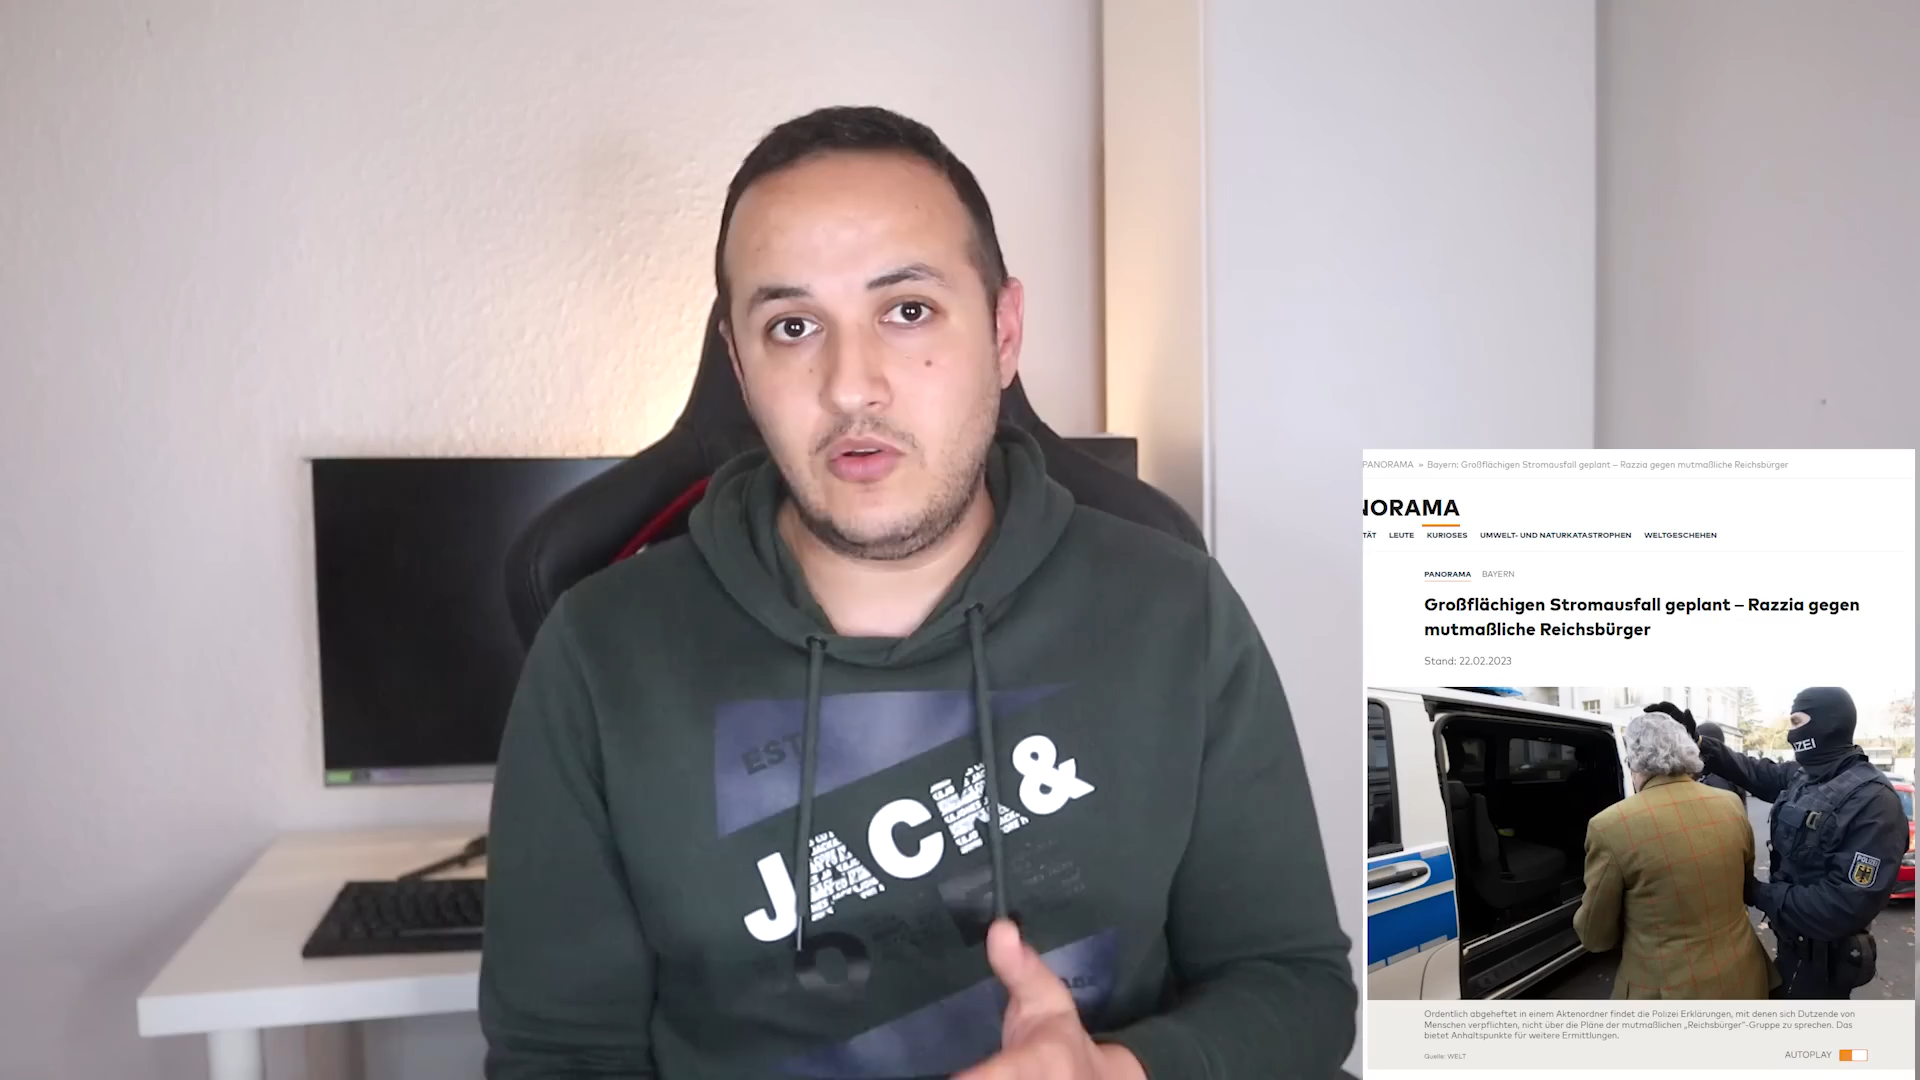 EST
JACK &
PANORAMA » Bayern: Großflächigen Stromausfall geplant – Razzia gegen mutmaßliche Reichsbürger
NORAMA
TÄT LEUTE KURIOSES UMWELT- UND NATURKATASTROPHEN WELTGESCHEHEN
PANORAMA BAYERN
Großflächigen Stromausfall geplant – Razzia gegen
mutmaßliche Reichsbürger
Stand: 22.02.2023
IZEI
POLIZEI
Ordentlich abgeheftet in einem Aktenordner findet die Polizei Erklärungen, mit denen sich Dutzende von
Menschen verpflichten, nicht über die Pläne der mutmaßlichen „Reichsbürger"-Gruppe zu sprechen. Das
bietet Anhaltspunkte für weitere Ermittlungen.
Quelle: WELT
AUTOPLAY